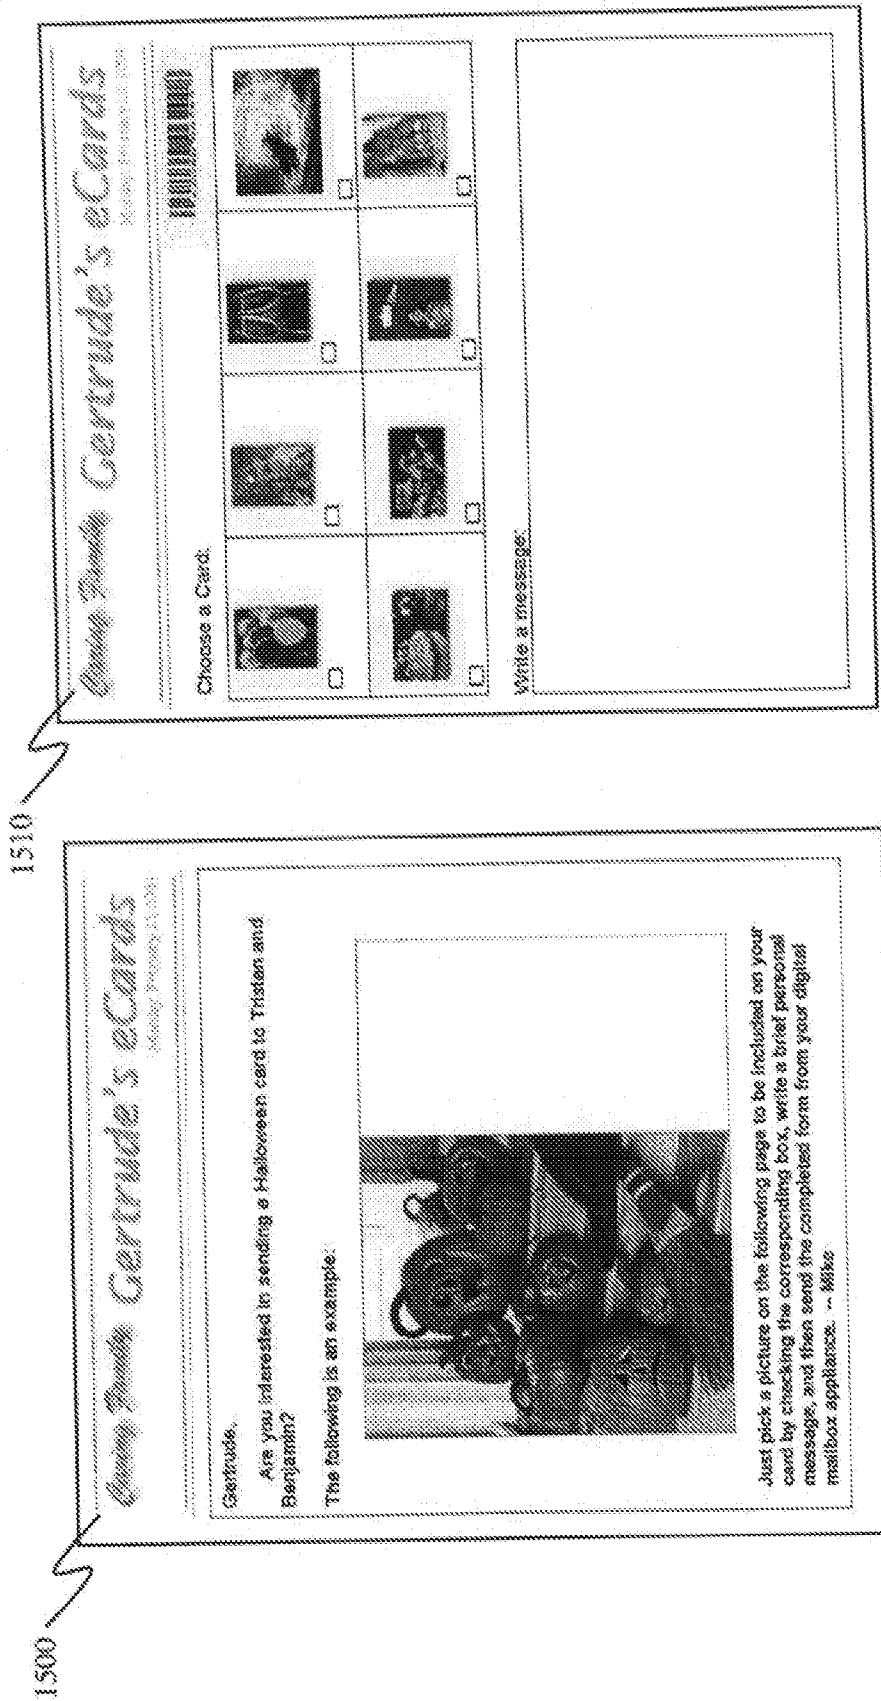 1500
Gertrude's eCards
Gertrude,
Are you interested in sending a Halloween card to Tristan and
Benjamin?
The following is an example:
Just pick a picture on the following page to be included on your
card by checking the corresponding box, write a brief personal
message, and then send the completed form from your digital
mailbox appliance. -- Mike
1510
Gertrude's eCards
Choose a Card:
Write a message: